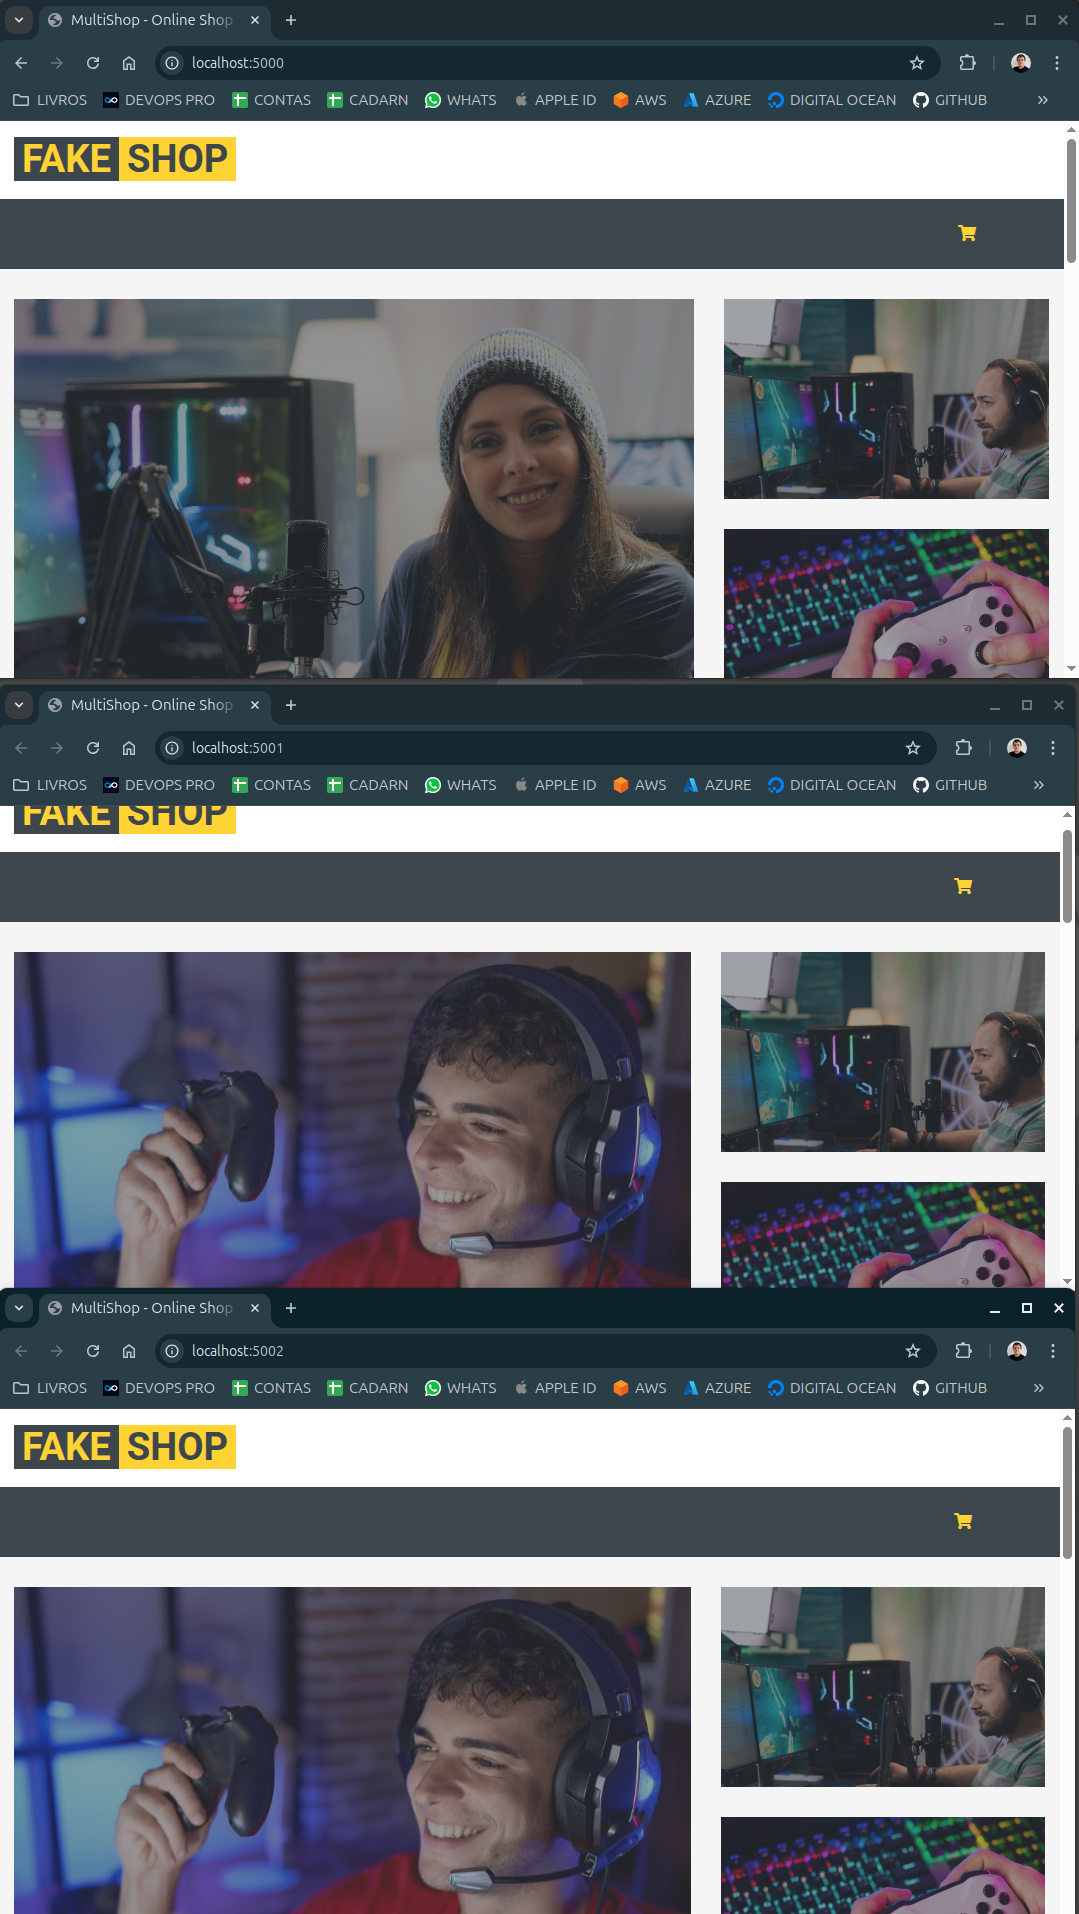 MultiShop - Online Shop
localhost:5000
LIVROS DEVOPS PRO CONTAS CADARN WHATS APPLE ID AWS AZURE DIGITAL OCEAN GITHUB
FAKE SHOP
MultiShop - Online Shop
localhost:5001
LIVROS DEVOPS PRO CONTAS CADARN WHATS APPLE ID AWS AZURE DIGITAL OCEAN GITHUB
FAKE SHOP
MultiShop - Online Shop
localhost:5002
LIVROS DEVOPS PRO CONTAS CADARN WHATS APPLE ID AWS AZURE DIGITAL OCEAN GITHUB
FAKE SHOP